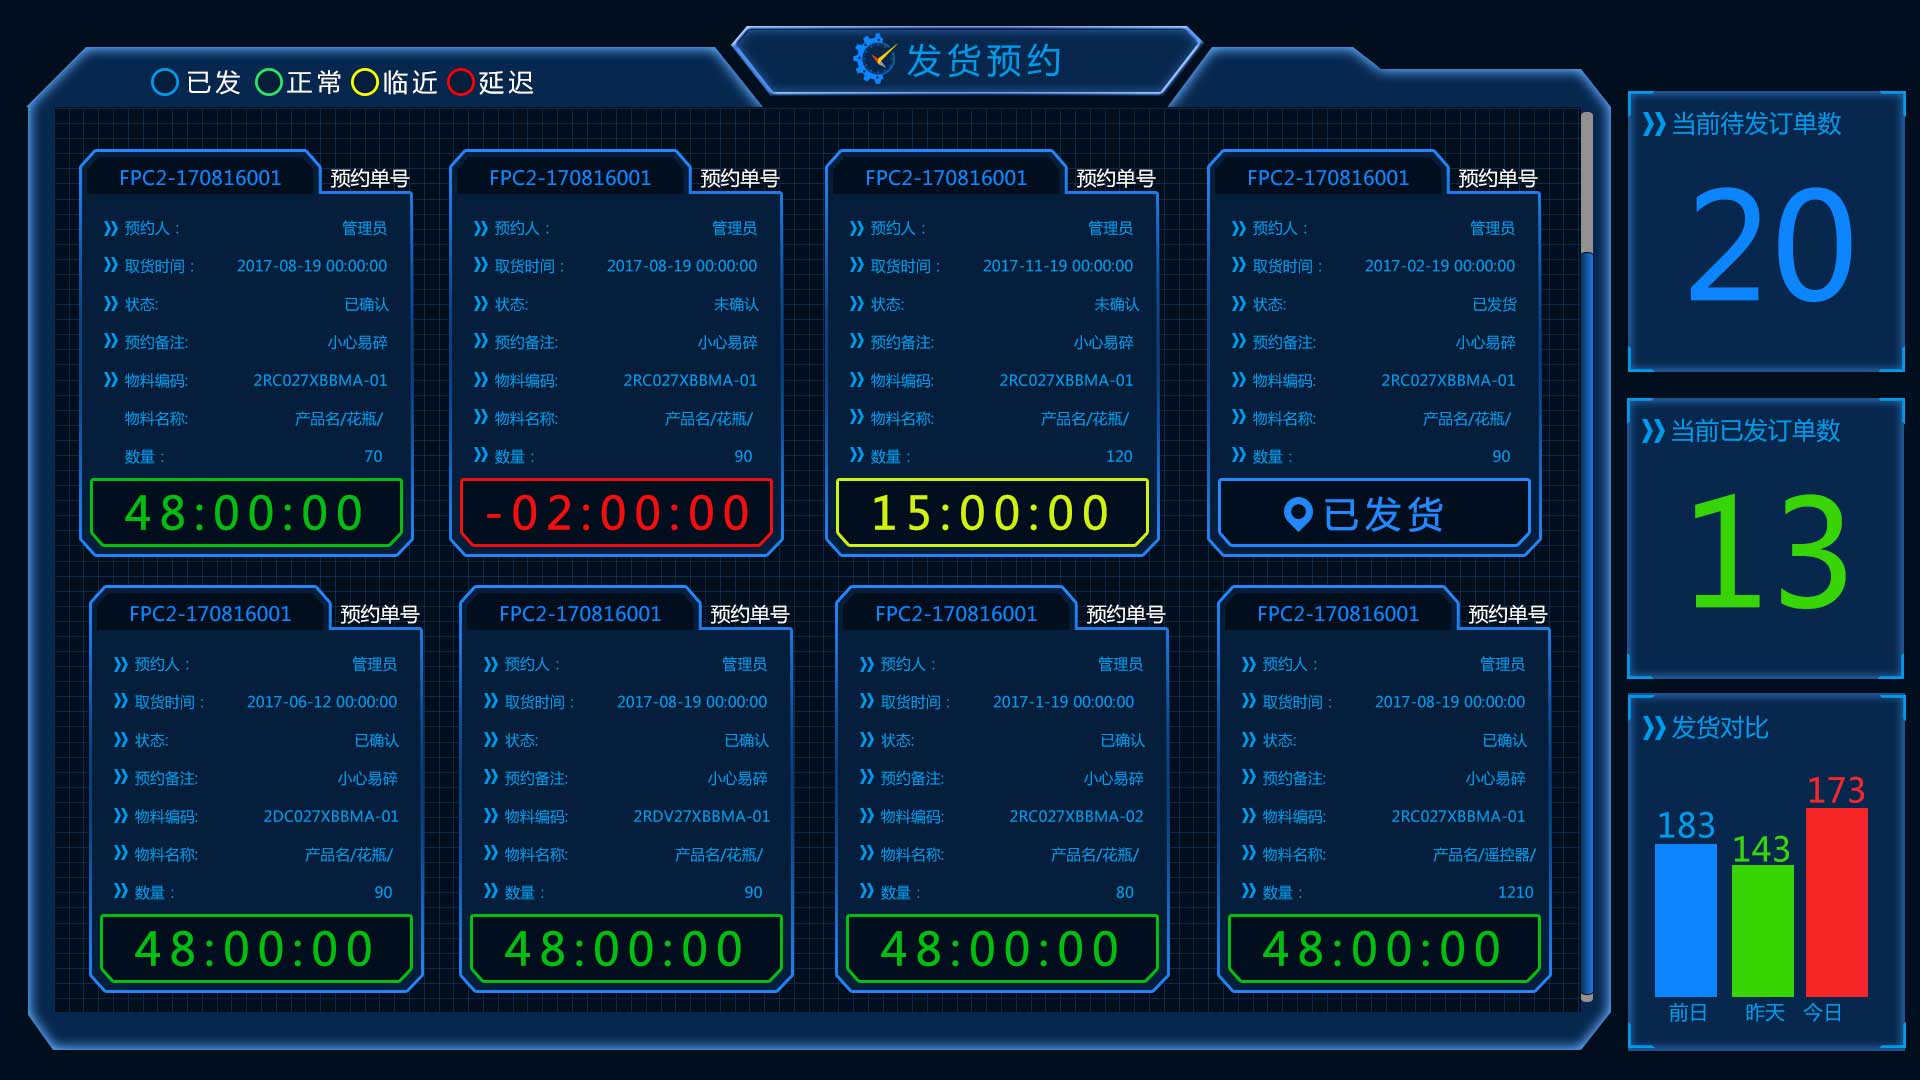 发货预约
已发 正常 临近 延迟
FPC2-170816001 预约单号
预约人： 管理员
取货时间： 2017-08-19 00:00:00
状态: 已确认
预约备注: 小心易碎
物料编码: 2RC027XBBMA-01
物料名称: 产品名/花瓶/
数量： 70
48:00:00
FPC2-170816001 预约单号
预约人： 管理员
取货时间： 2017-08-19 00:00:00
状态: 未确认
预约备注: 小心易碎
物料编码: 2RC027XBBMA-01
物料名称: 产品名/花瓶/
数量： 90
-02:00:00
FPC2-170816001 预约单号
预约人： 管理员
取货时间： 2017-11-19 00:00:00
状态: 未确认
预约备注: 小心易碎
物料编码: 2RC027XBBMA-01
物料名称: 产品名/花瓶/
数量： 120
15:00:00
FPC2-170816001 预约单号
预约人： 管理员
取货时间： 2017-02-19 00:00:00
状态: 已发货
预约备注: 小心易碎
物料编码: 2RC027XBBMA-01
物料名称: 产品名/花瓶/
数量： 90
已发货
FPC2-170816001 预约单号
预约人： 管理员
取货时间： 2017-06-12 00:00:00
状态: 已确认
预约备注: 小心易碎
物料编码: 2DC027XBBMA-01
物料名称: 产品名/花瓶/
数量： 90
48:00:00
FPC2-170816001 预约单号
预约人： 管理员
取货时间： 2017-08-19 00:00:00
状态: 已确认
预约备注: 小心易碎
物料编码: 2RDV27XBBMA-01
物料名称: 产品名/花瓶/
数量： 90
48:00:00
FPC2-170816001 预约单号
预约人： 管理员
取货时间： 2017-1-19 00:00:00
状态: 已确认
预约备注: 小心易碎
物料编码: 2RC027XBBMA-02
物料名称: 产品名/花瓶/
数量： 80
48:00:00
FPC2-170816001 预约单号
预约人： 管理员
取货时间： 2017-08-19 00:00:00
状态: 已确认
预约备注: 小心易碎
物料编码: 2RC027XBBMA-01
物料名称: 产品名/遥控器/
数量： 1210
48:00:00
当前待发订单数
20
当前已发订单数
13
发货对比
183 143 173
前日 昨天 今日